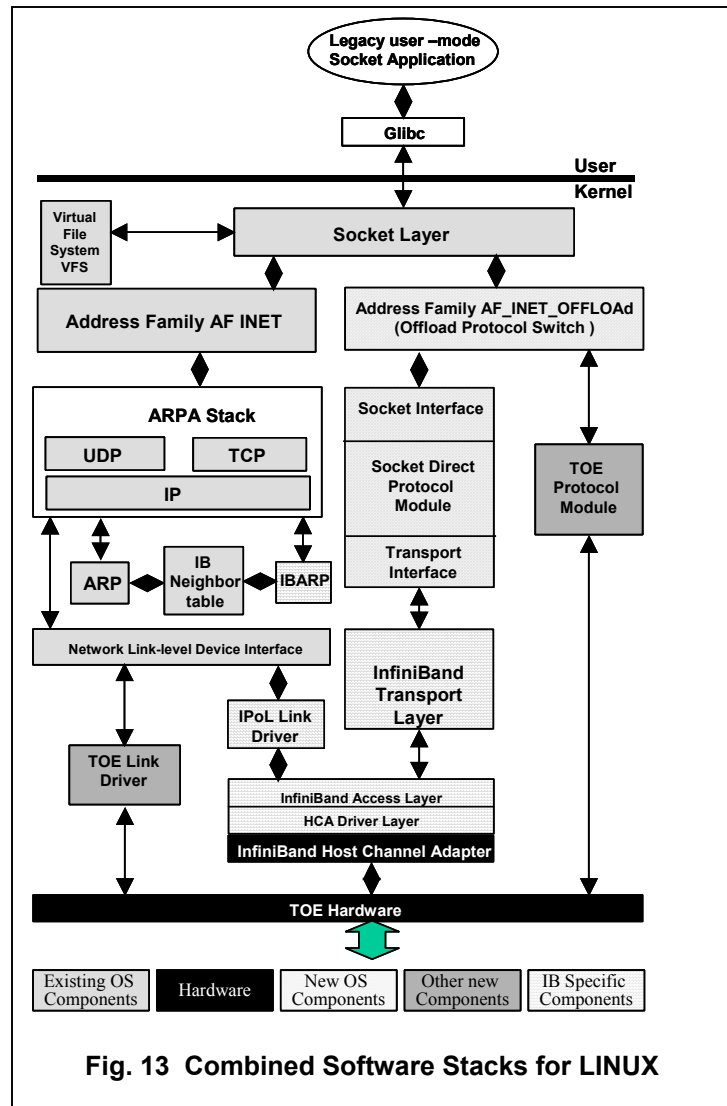 Legacy user –mode
Socket Application
Glibc
User
Kernel
Virtual
File
System
VFS
Socket Layer
Address Family AF INET
Address Family AF_INET_OFFLOAd
(Offload Protocol Switch )
ARPA Stack
UDP
TCP
IP
Socket Interface
Socket Direct
Protocol
Module
Transport
Interface
TOE
Protocol
Module
ARP
IB
Neighbor
table
IBARP
Network Link-level Device Interface
InfiniBand
Transport
Layer
IPoL Link
Driver
TOE Link
Driver
InfiniBand Access Layer
HCA Driver Layer
InfiniBand Host Channel Adapter
TOE Hardware
Existing OS
Components
Hardware
New OS
Components
Other new
Components
IB Specific
Components
Fig. 13 Combined Software Stacks for LINUX